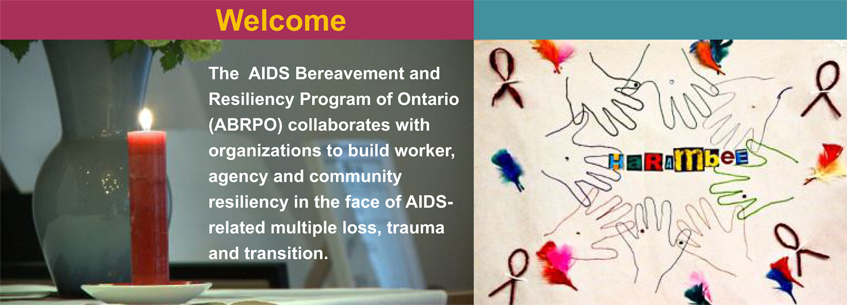 Welcome
The AIDS Bereavement and
Resiliency Program of Ontario
(ABRPO) collaborates with
organizations to build worker,
agency and community
resiliency in the face of AIDS-
related multiple loss, trauma
and transition.
HARAmbeE